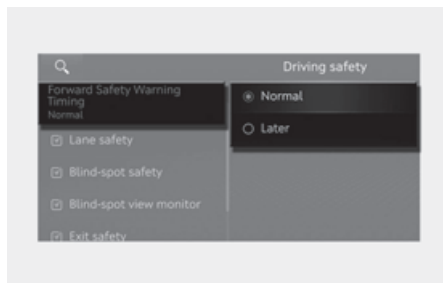 Driving safety
Forward Safety Warning
Timing
Normal
Lane safety
Blind-spot safety
Blind-spot view monitor
Exit safety
Normal
Later